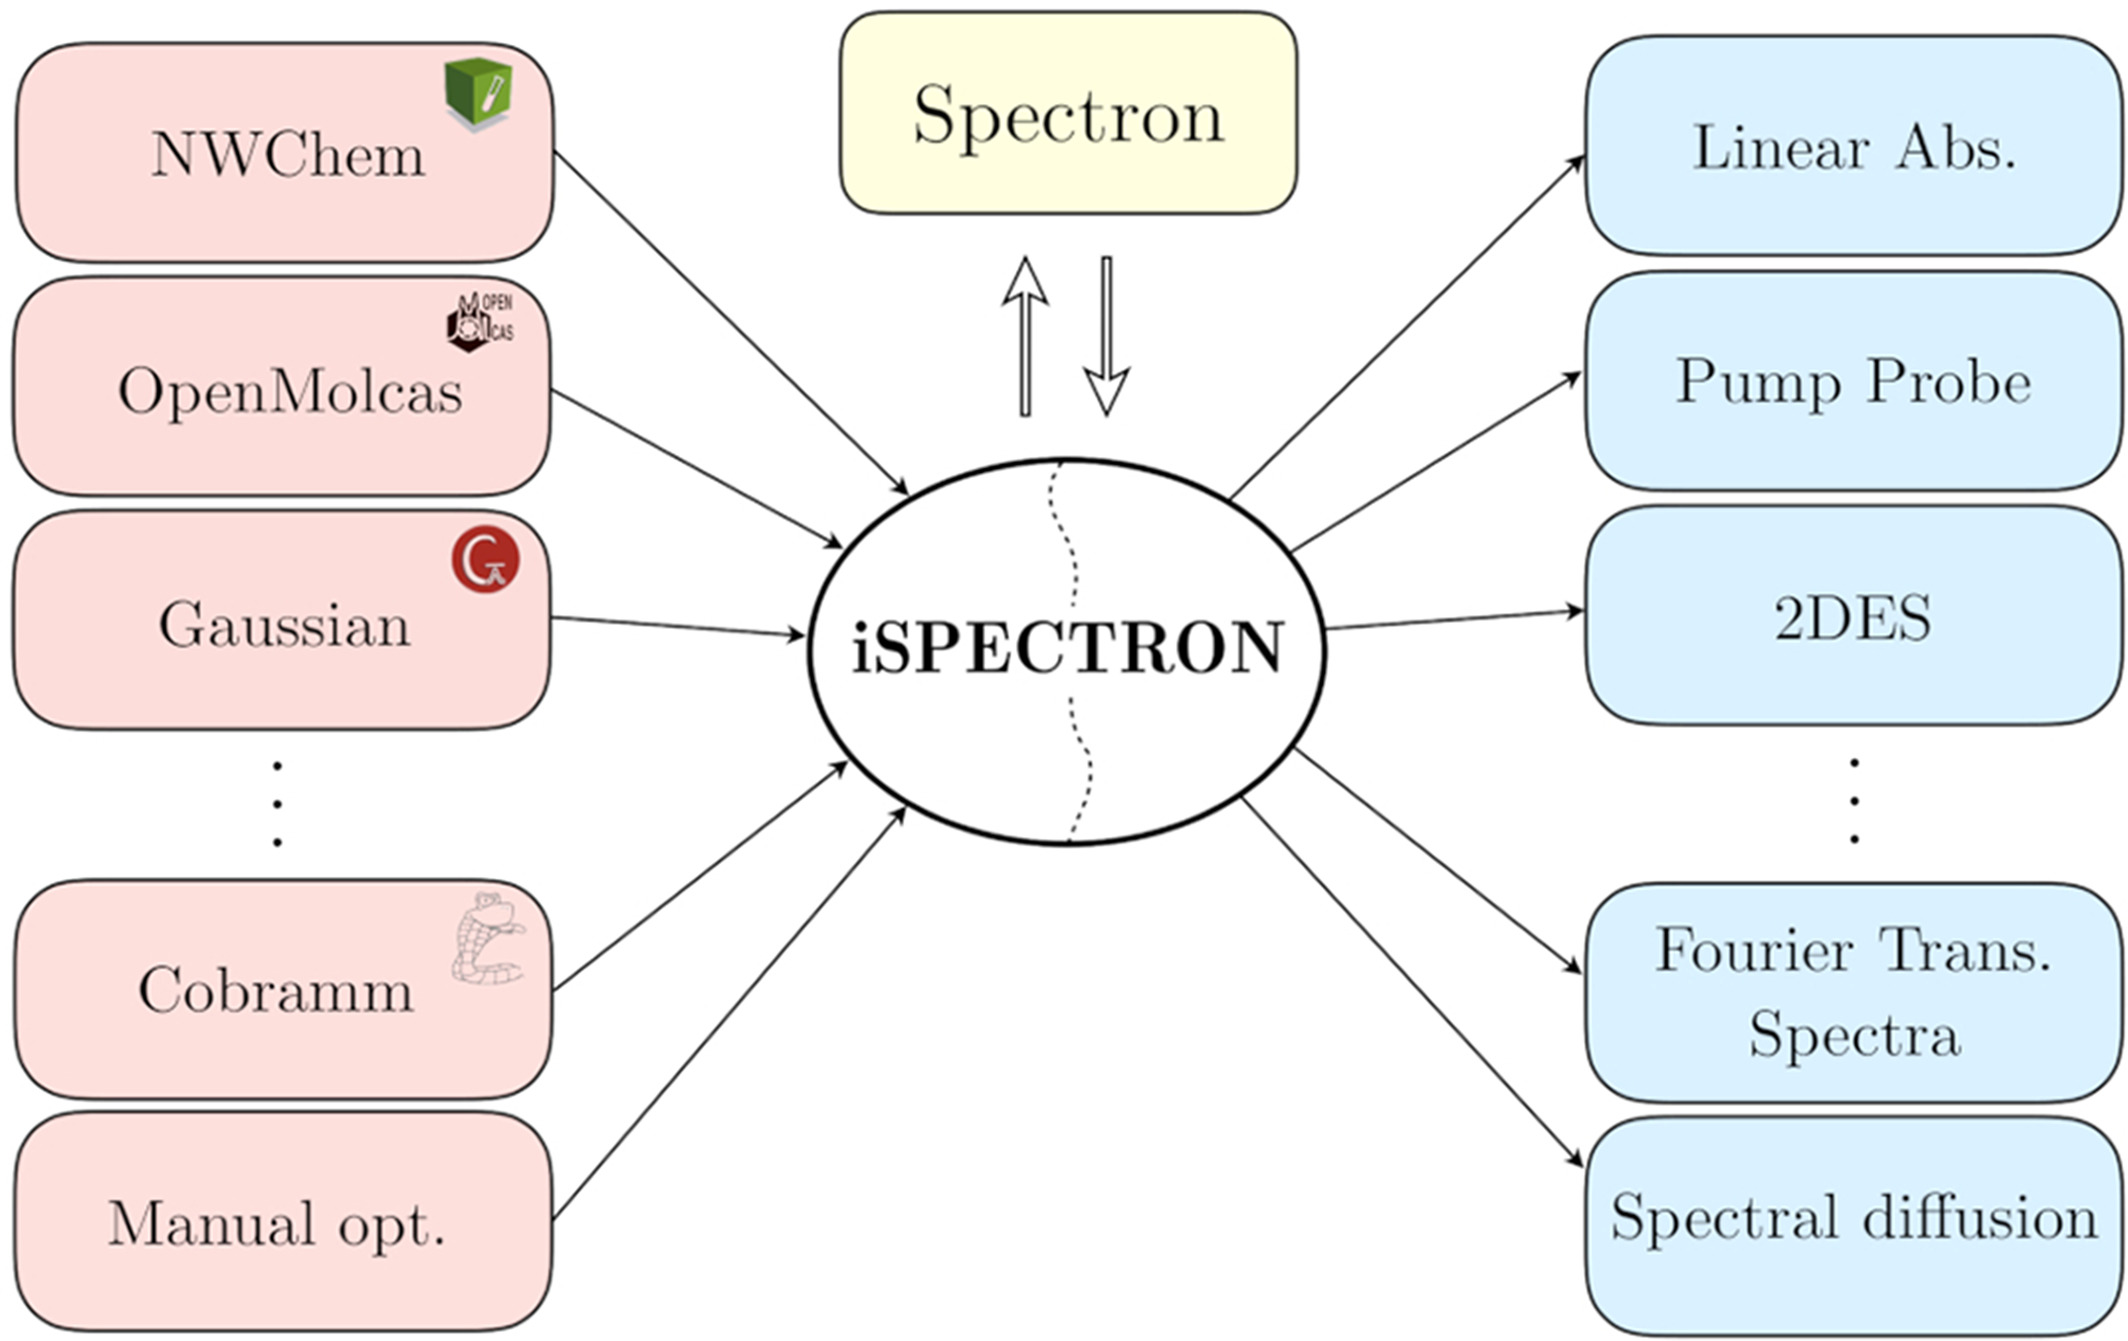 NWChem
OPEN
CAS
OpenMolcas
Gaussian
Cobramm
Manual opt.
Spectron
iSPECTRON
Linear Abs.
Pump Probe
2DES
Fourier Trans.
Spectra
Spectral diffusion